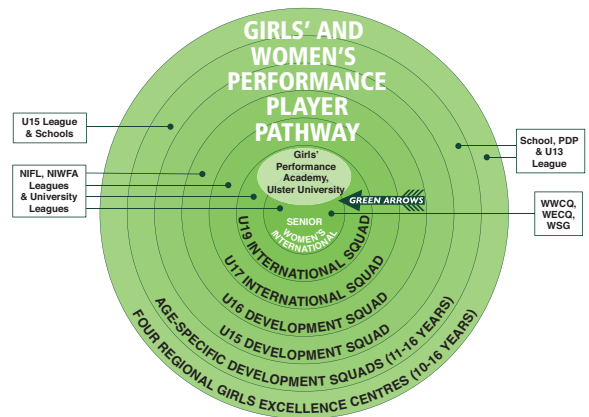 GIRLS' AND
WOMEN'S
PERFORMANCE
PLAYER
PATHWAY
U15 League
& Schools
NIFL, NIWFA
Leagues
& University
Leagues
School, PDP
& U13
League
WWCQ,
WECQ,
WSG
Girls'
Performance
Academy,
Ulster University
GREEN ARROWS
SENIOR
WOMEN'S
INTERNATIONAL
U19 INTERNATIONAL SQUAD
U17 INTERNATIONAL SQUAD
U16 DEVELOPMENT SQUAD
U15 DEVELOPMENT SQUAD
AGE-SPECIFIC DEVELOPMENT SQUADS (11-16 YEARS)
FOUR REGIONAL GIRLS EXCELLENCE CENTRES (10-16 YEARS)